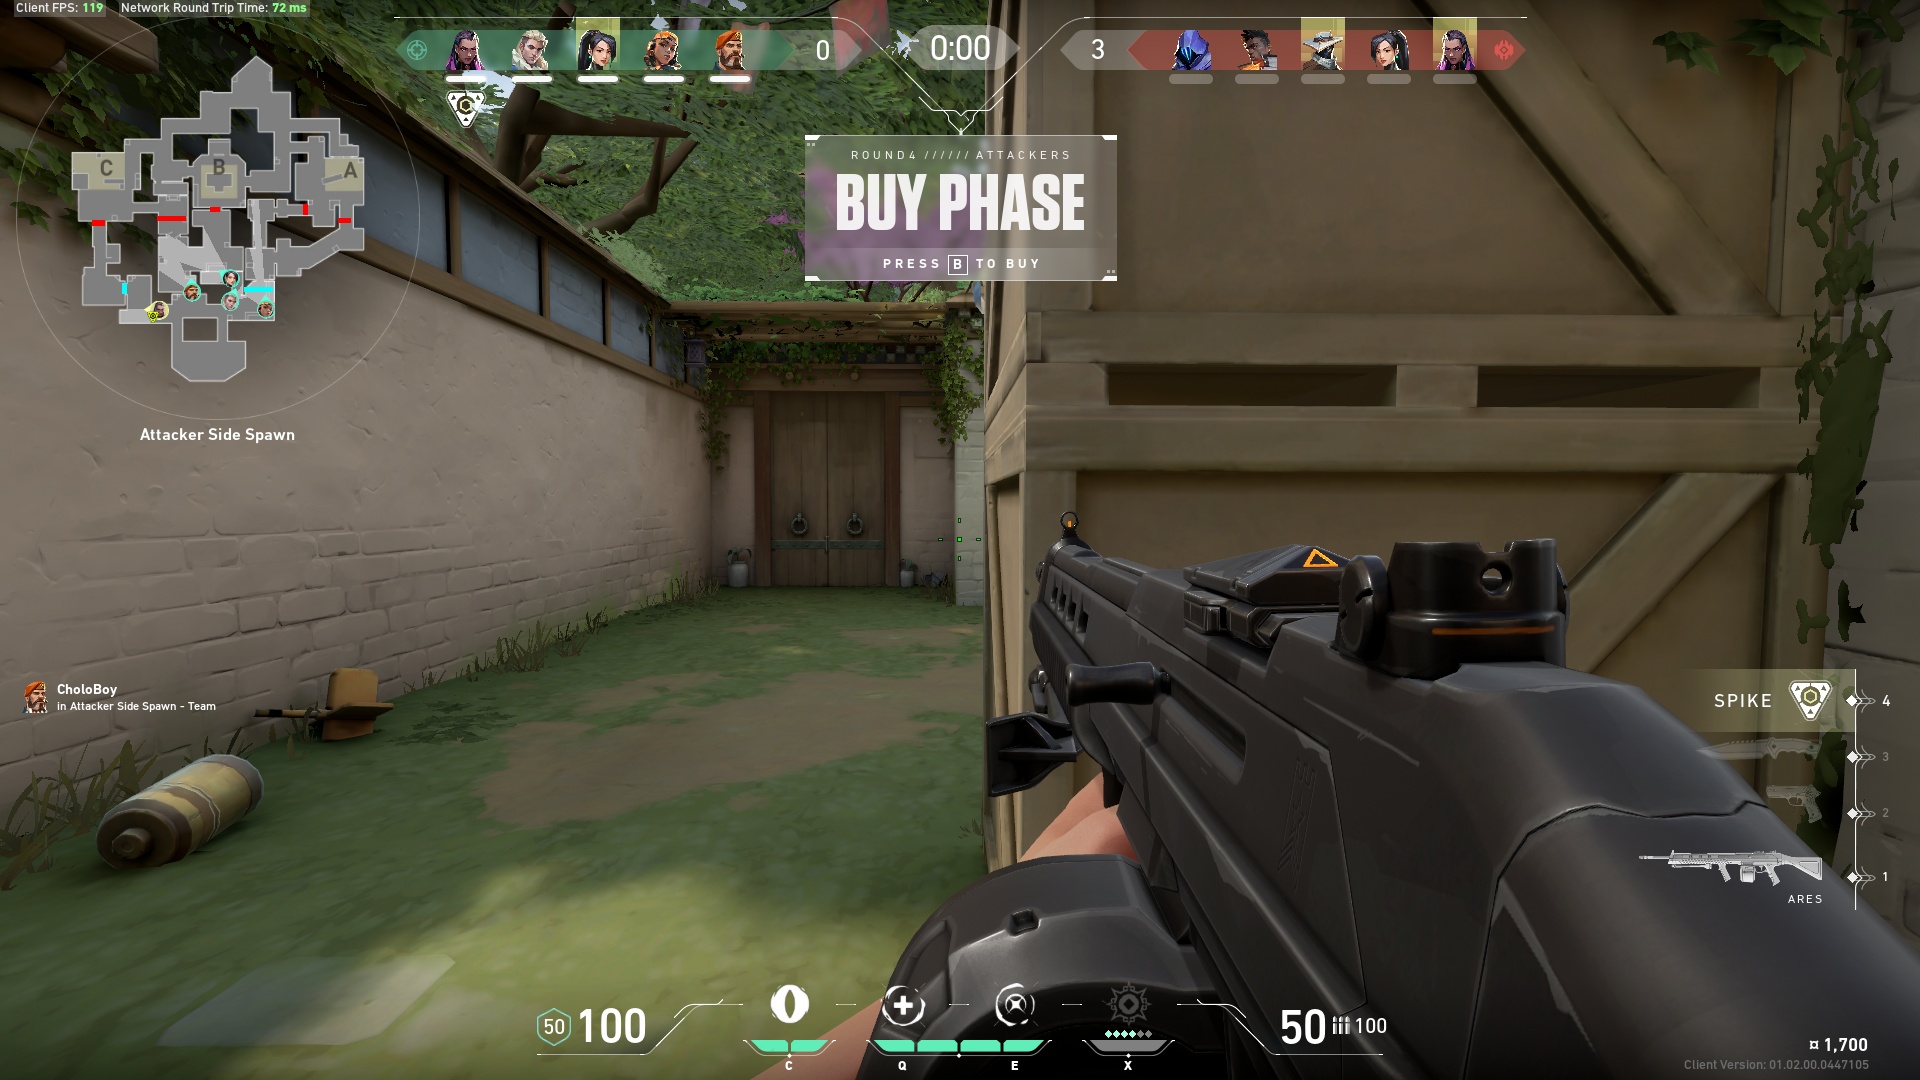 Client FPS: 119 Network Round Trip Time: 72 ms
0 0:00 3
ROUND4 ////// ATTACKERS
BUY PHASE
PRESS B TO BUY
C B A
Attacker Side Spawn
CholoBoy
in Attacker Side Spawn - Team
SPIKE 4
3
2
1
ARES
50 100
C Q E X
50 100
¤ 1,700
Client Version: 01.02.00.0447105